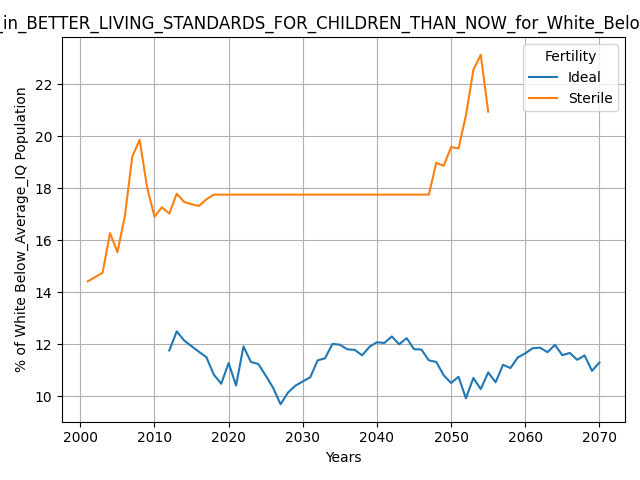 _in_BETTER_LIVING_STANDARDS_FOR_CHILDREN_THAN_NOW_for_White_Belo
Fertility
Ideal
Sterile
% of White Below_Average_IQ Population
22
20
18
16
14
12
10
2000 2010 2020 2030 2040 2050 2060 2070
Years